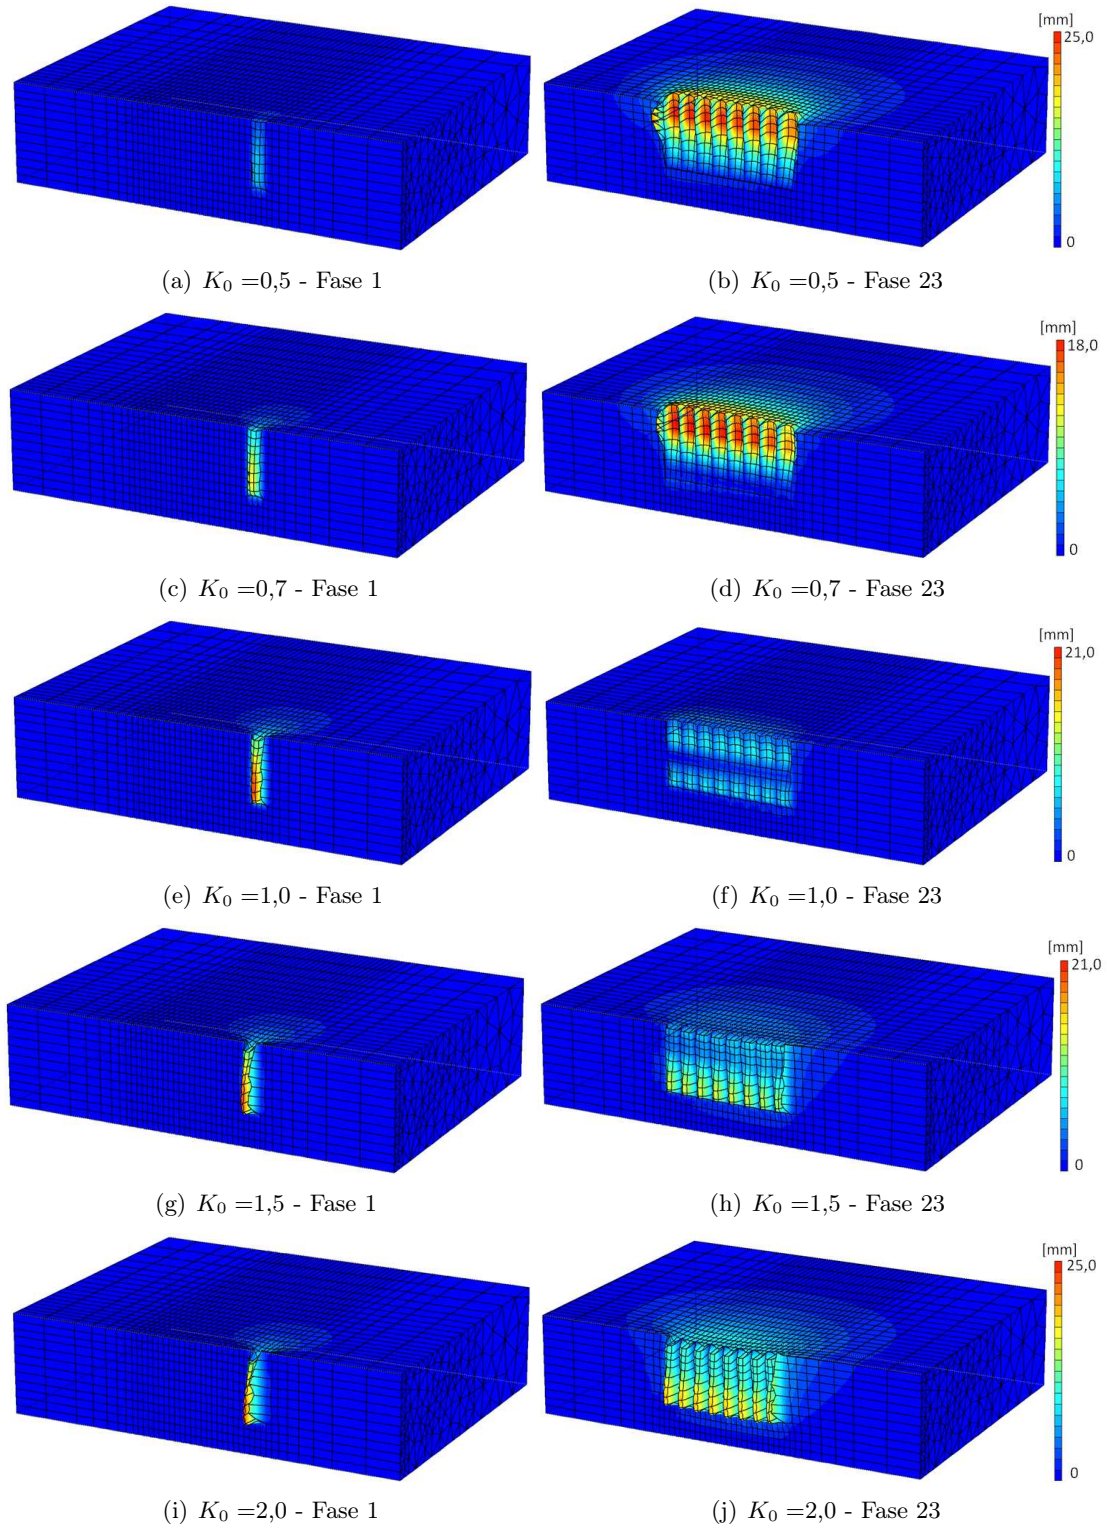 [mm]
25,0
0
(a) K0 =0,5 - Fase 1
(b) K0 =0,5 - Fase 23
[mm]
18,0
0
(c) K0 =0,7 - Fase 1
(d) K0 =0,7 - Fase 23
[mm]
21,0
0
(e) K0 =1,0 - Fase 1
(f) K0 =1,0 - Fase 23
[mm]
21,0
0
(g) K0 =1,5 - Fase 1
(h) K0 =1,5 - Fase 23
[mm]
25,0
0
(i) K0 =2,0 - Fase 1
(j) K0 =2,0 - Fase 23